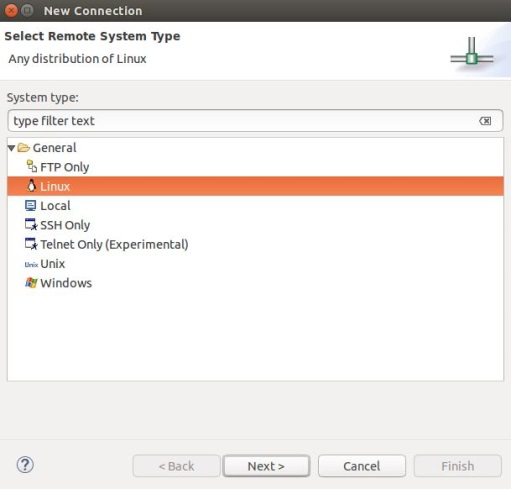 New Connection
Select Remote System Type
Any distribution of Linux
System type:
type filter text
General
FTP Only
Linux
Local
SSH Only
Telnet Only (Experimental)
Unix Unix
Windows
?
< Back Next > Cancel Finish